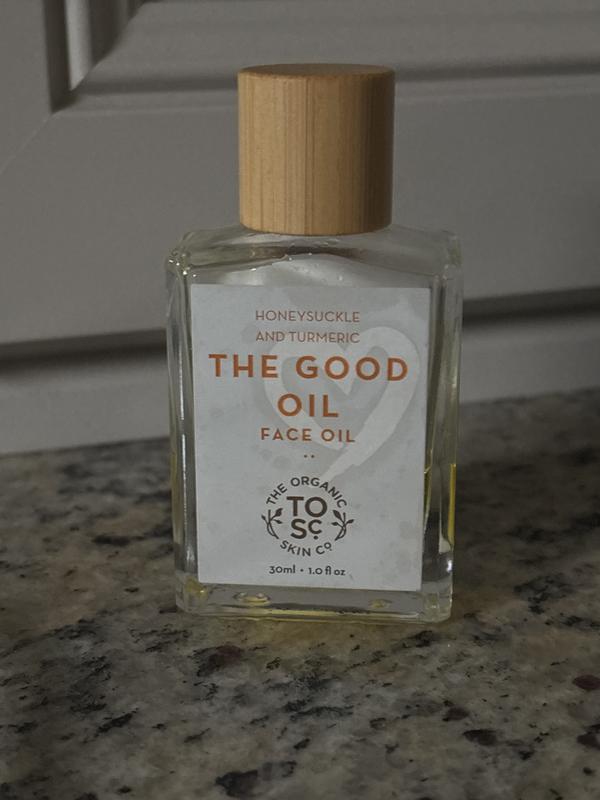 HONEYSUCKLE
AND TURMERIC
THE GOOD
OIL
FACE OIL
THE ORGANIC
TO
SC
SKIN CO
30ml • 1.0 fl oz